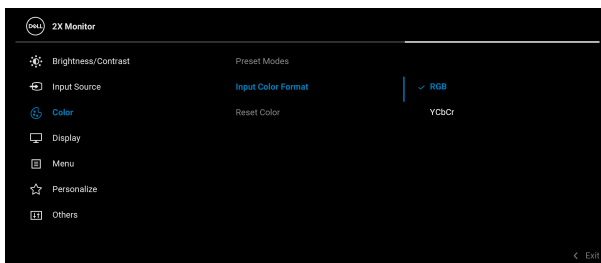 DELL 2X Monitor
Brightness/Contrast Preset Modes
Input Source Input Color Format ✓ RGB
Color Reset Color YCbCr
Display
Menu
Personalize
Others
< Exit